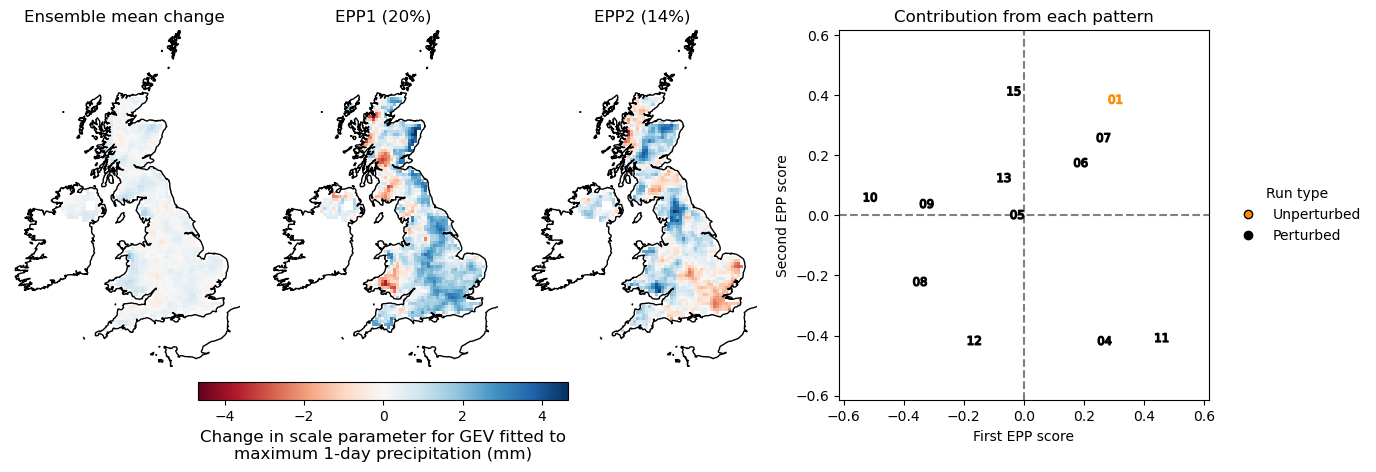 Ensemble mean change
EPP1 (20%)
EPP2 (14%)
Contribution from each pattern
0.6
0.4
0.2
0.0
−0.2
−0.4
−0.6
Second EPP score
15
01
07
06
13
10
09
05
08
12
04
11
−0.6
−0.4
−0.2
0.0
0.2
0.4
0.6
First EPP score
Run type
Unperturbed
Perturbed
−4
−2
0
2
4
Change in scale parameter for GEV fitted to
maximum 1-day precipitation (mm)